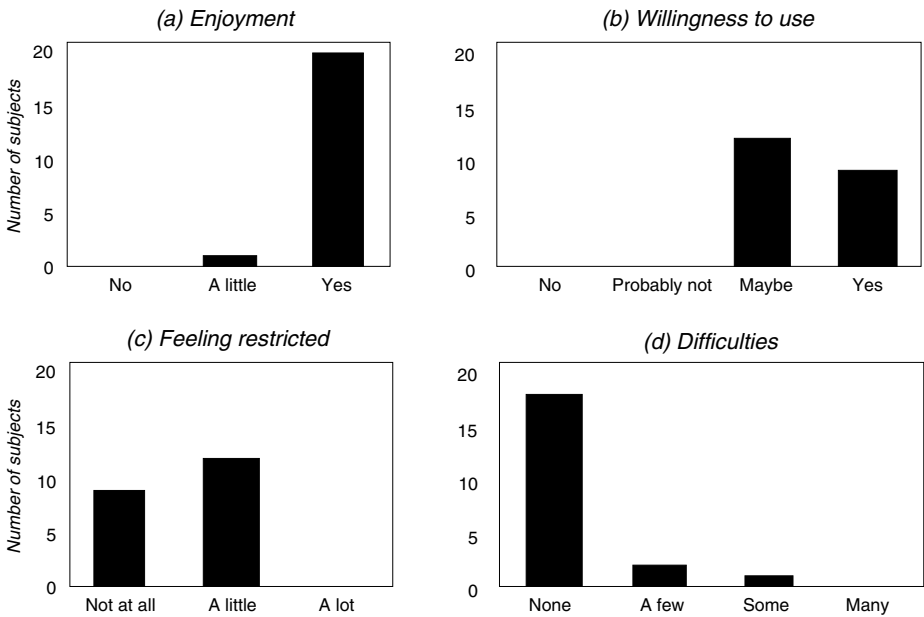 (a) Enjoyment
Number of subjects
20
15
10
5
0
No A little Yes
(b) Willingness to use
20
15
10
5
0
No Probably not Maybe Yes
(c) Feeling restricted
Number of subjects
20
15
10
5
0
Not at all A little A lot
(d) Difficulties
20
15
10
5
0
None A few Some Many